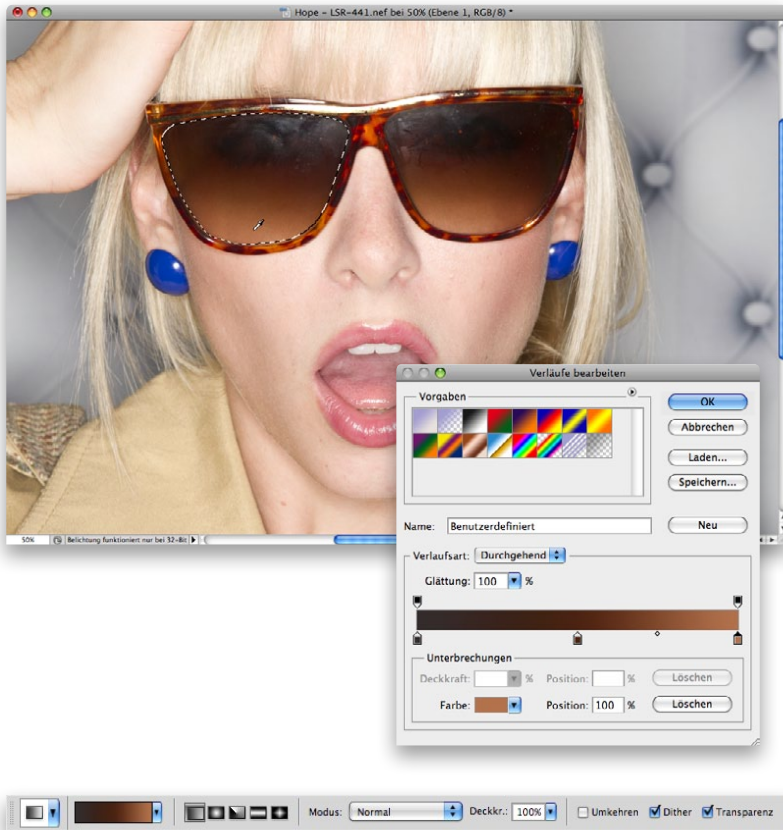 Hope – LSR-441.nef bei 50% (Ebene 1, RGB/8) *
50%
Belichtung funktioniert nur bei 32-Bit
Verläufe bearbeiten
Vorgaben
OK
Abbrechen
Laden...
Speichern...
Name: Benutzerdefiniert
Neu
Verlaufsart: Durchgehend
Glättung: 100 %
Unterbrechungen
Deckkraft: % Position: % Löschen
Farbe: Position: 100 % Löschen
Modus: Normal Deckkr.: 100% Umkehren Dither Transparenz